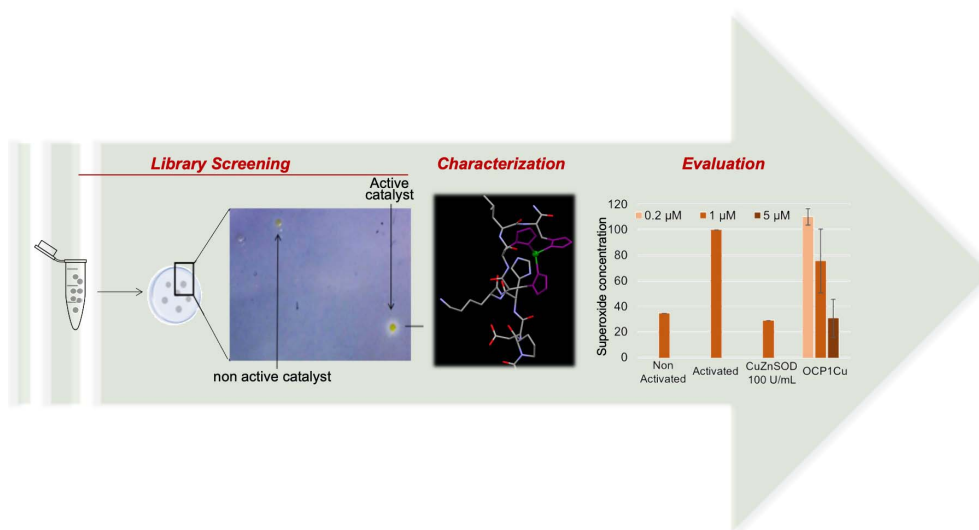 Library Screening
Characterization
Evaluation
Active
catalyst
non active catalyst
Superoxide concentration
120
100
80
60
40
20
0
0.2 µM
1 µM
5 µM
Non
Activated
Activated
CuZnSOD
100 U/mL
OCP1Cu